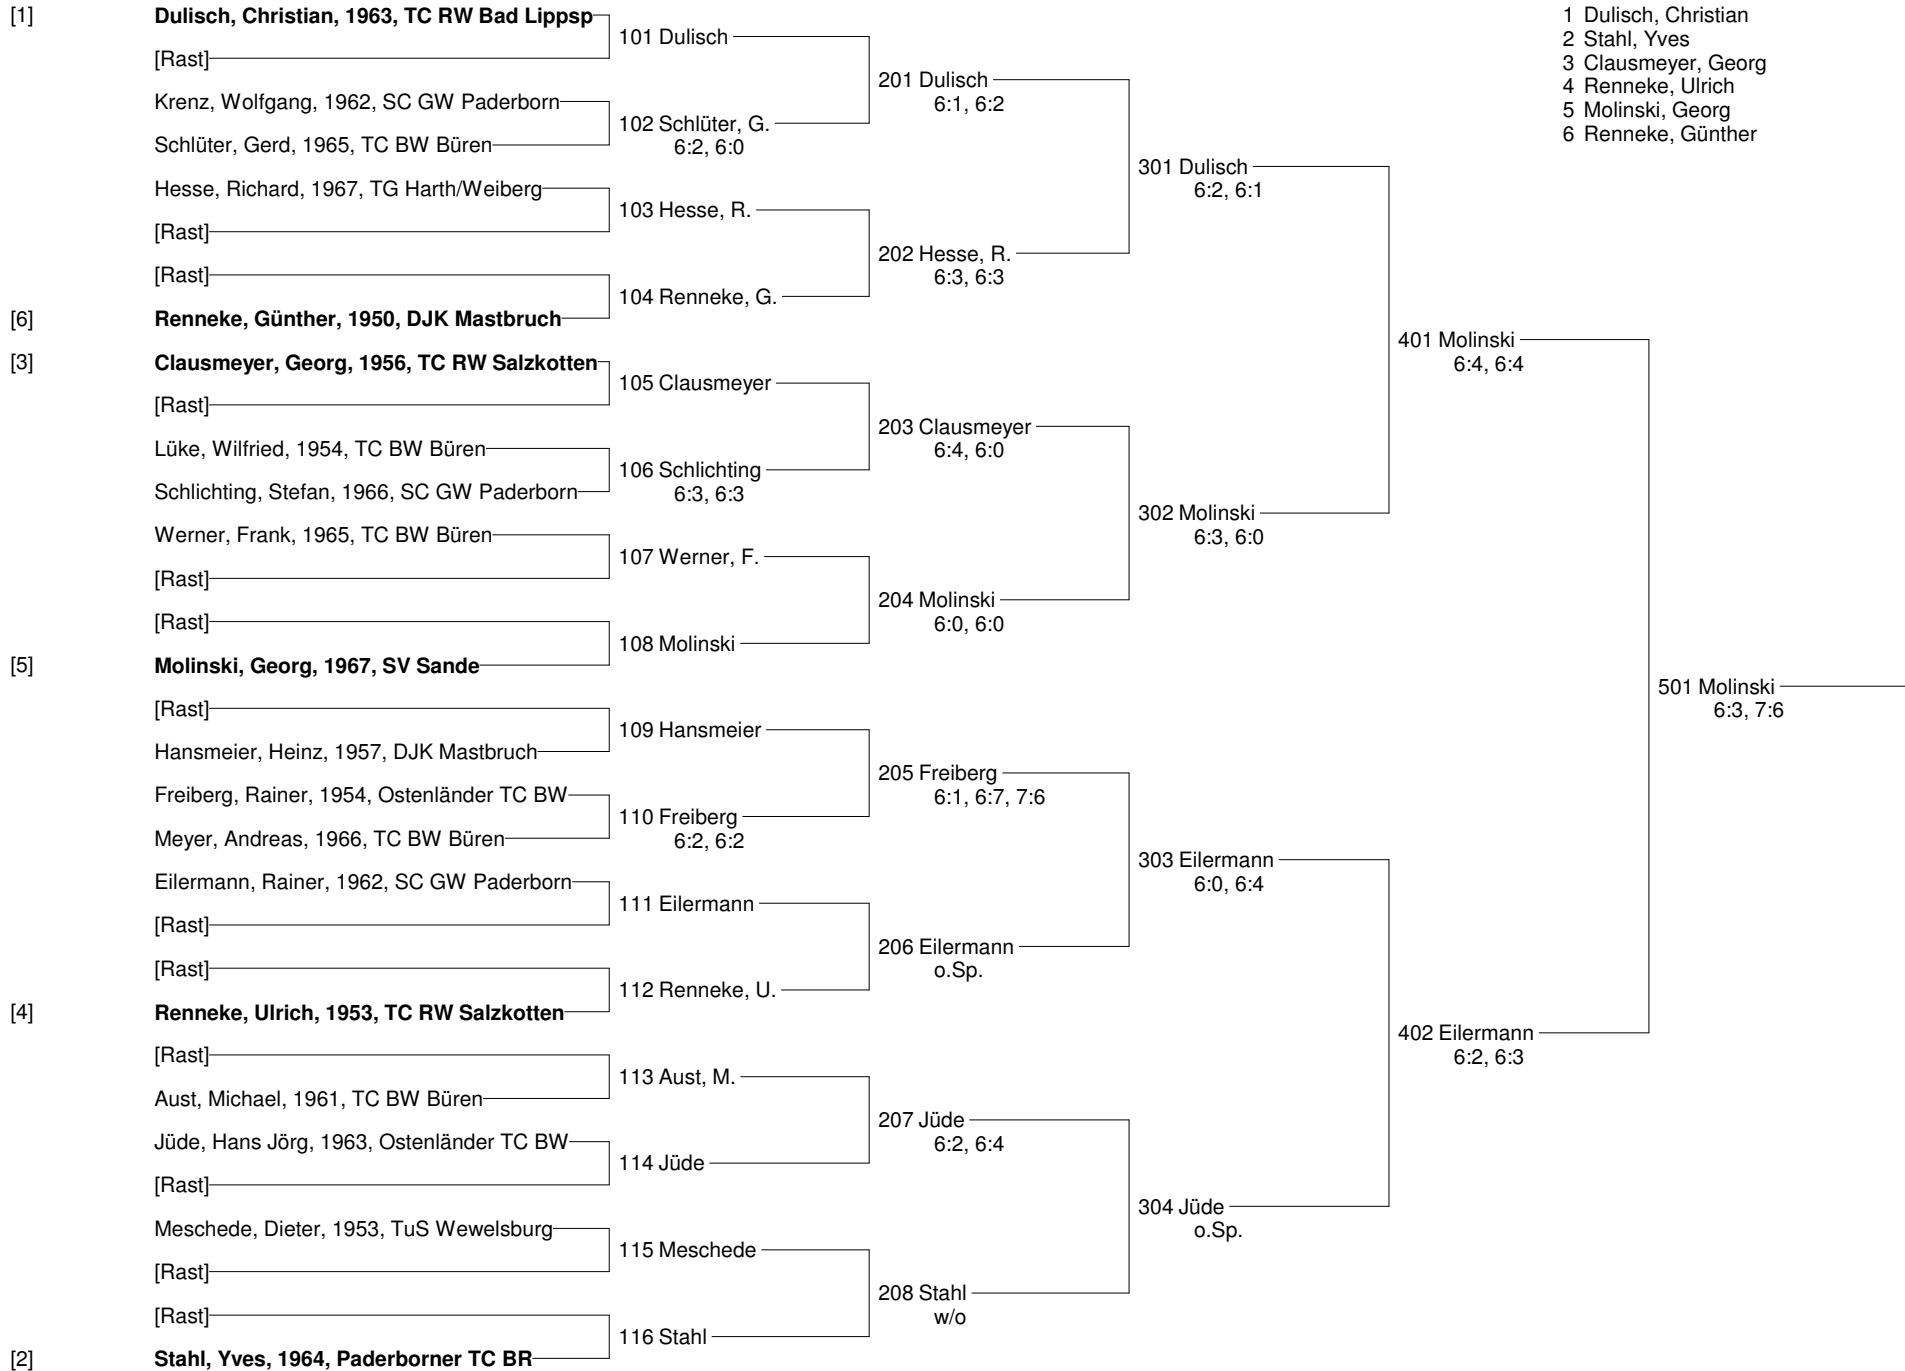 [1] Dulisch, Christian, 1963, TC RW Bad Lippsp
[Rast]
Krenz, Wolfgang, 1962, SC GW Paderborn
Schlüter, Gerd, 1965, TC BW Büren
Hesse, Richard, 1967, TG Harth/Weiberg
[Rast]
[Rast]
[6] Renneke, Günther, 1950, DJK Mastbruch
[3] Clausmeyer, Georg, 1956, TC RW Salzkotten
[Rast]
Lüke, Wilfried, 1954, TC BW Büren
Schlichting, Stefan, 1966, SC GW Paderborn
Werner, Frank, 1965, TC BW Büren
[Rast]
[Rast]
[5] Molinski, Georg, 1967, SV Sande
[Rast]
Hansmeier, Heinz, 1957, DJK Mastbruch
Freiberg, Rainer, 1954, Ostenländer TC BW
Meyer, Andreas, 1966, TC BW Büren
Eilermann, Rainer, 1962, SC GW Paderborn
[Rast]
[Rast]
[4] Renneke, Ulrich, 1953, TC RW Salzkotten
[Rast]
Aust, Michael, 1961, TC BW Büren
Jüde, Hans Jörg, 1963, Ostenländer TC BW
[Rast]
Meschede, Dieter, 1953, TuS Wewelsburg
[Rast]
[Rast]
[2] Stahl, Yves, 1964, Paderborner TC BR
101 Dulisch
102 Schlüter, G.
6:2, 6:0
103 Hesse, R.
104 Renneke, G.
105 Clausmeyer
106 Schlichting
6:3, 6:3
107 Werner, F.
108 Molinski
109 Hansmeier
110 Freiberg
6:2, 6:2
111 Eilermann
112 Renneke, U.
113 Aust, M.
114 Jüde
115 Meschede
116 Stahl
201 Dulisch
6:1, 6:2
202 Hesse, R.
6:3, 6:3
203 Clausmeyer
6:4, 6:0
204 Molinski
6:0, 6:0
205 Freiberg
6:1, 6:7, 7:6
206 Eilermann
o.Sp.
207 Jüde
6:2, 6:4
208 Stahl
w/o
301 Dulisch
6:2, 6:1
302 Molinski
6:3, 6:0
303 Eilermann
6:0, 6:4
304 Jüde
o.Sp.
401 Molinski
6:4, 6:4
402 Eilermann
6:2, 6:3
501 Molinski
6:3, 7:6
1 Dulisch, Christian
2 Stahl, Yves
3 Clausmeyer, Georg
4 Renneke, Ulrich
5 Molinski, Georg
6 Renneke, Günther